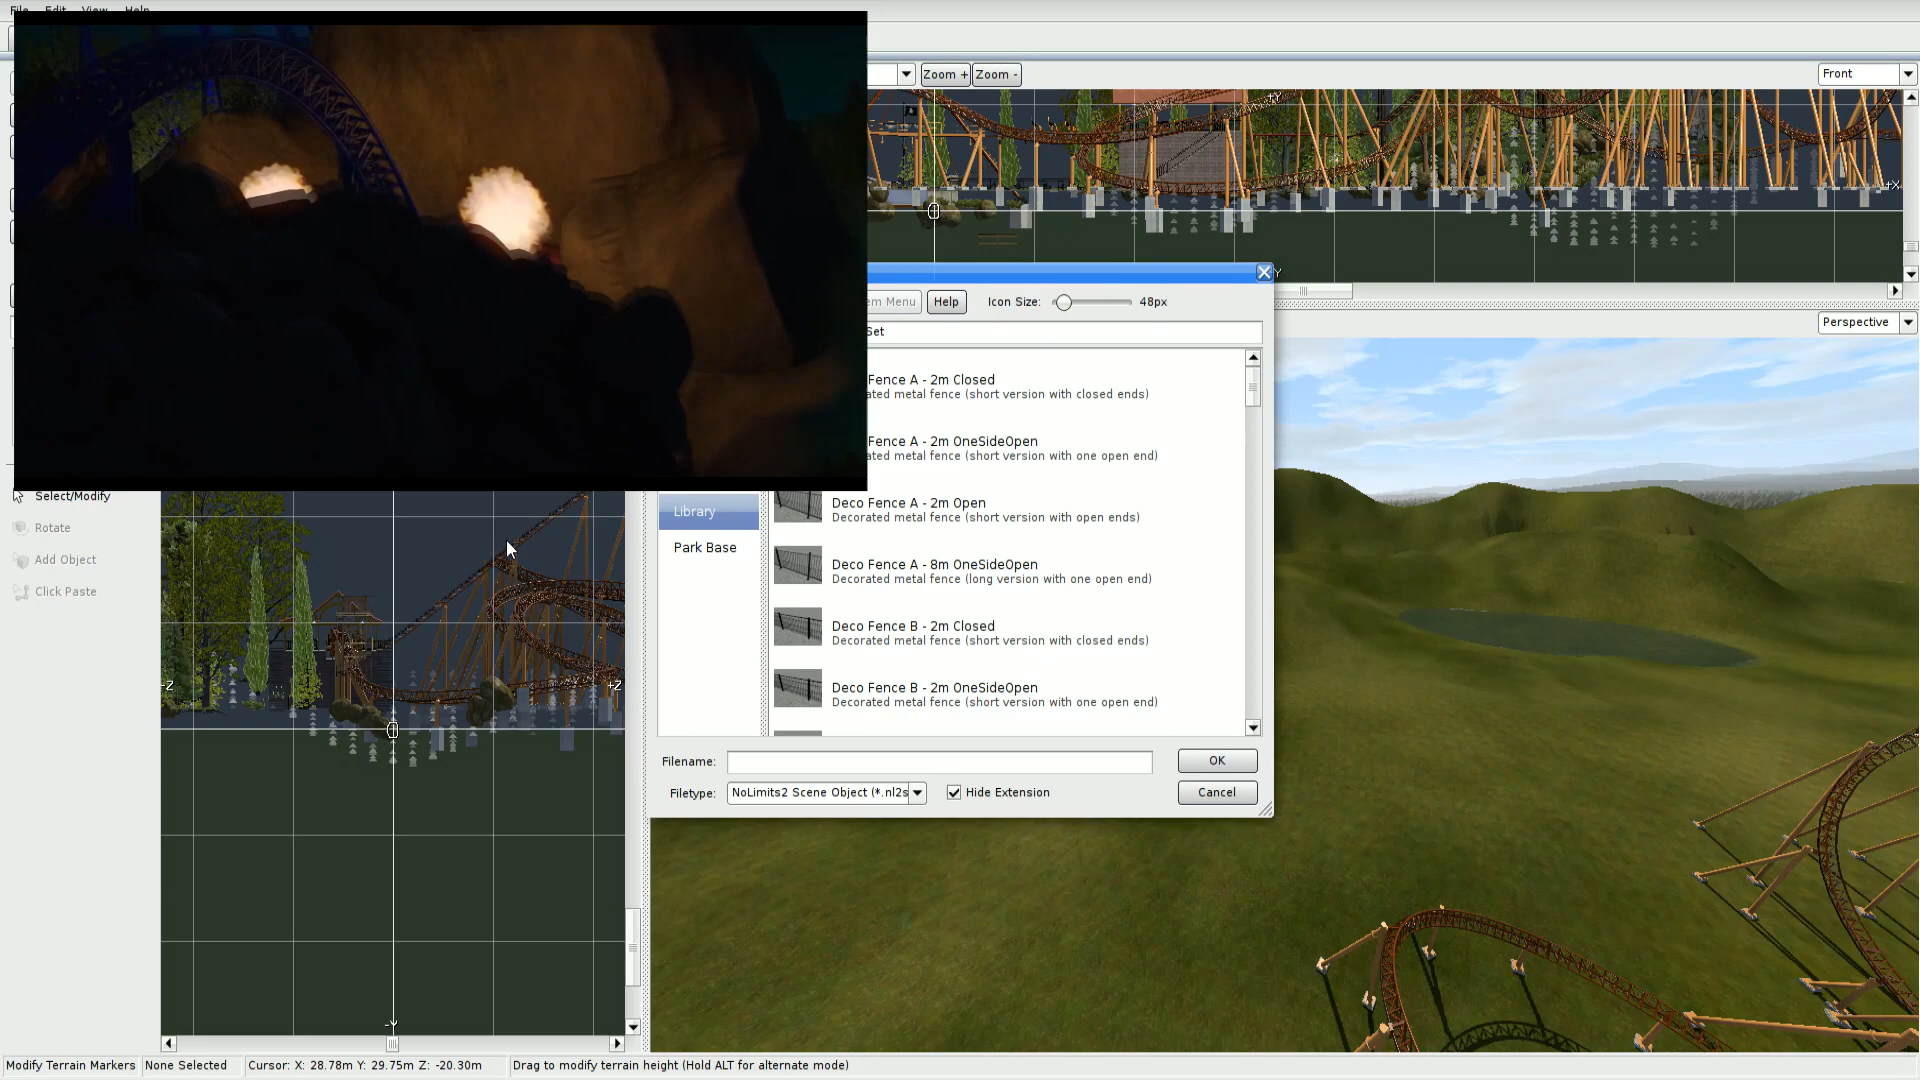 File Edit View Help
Zoom + Zoom -
Front
+Y
+X
Y
Menu Help Icon Size: 48px
Set
Perspective
Fence A - 2m Closed
ated metal fence (short version with closed ends)
Fence A - 2m OneSideOpen
ated metal fence (short version with one open end)
Deco Fence A - 2m Open
Decorated metal fence (short version with open ends)
Deco Fence A - 8m OneSideOpen
Decorated metal fence (long version with one open end)
Deco Fence B - 2m Closed
Decorated metal fence (short version with closed ends)
Deco Fence B - 2m OneSideOpen
Decorated metal fence (short version with one open end)
Library
Park Base
Select/Modify
Rotate
Add Object
Click Paste
-Z
+Z
-Y
Filename:
OK
Filetype: NoLimits2 Scene Object (*.nl2s
Hide Extension
Cancel
Modify Terrain Markers None Selected Cursor: X: 28.78m Y: 29.75m Z: -20.30m Drag to modify terrain height (Hold ALT for alternate mode)